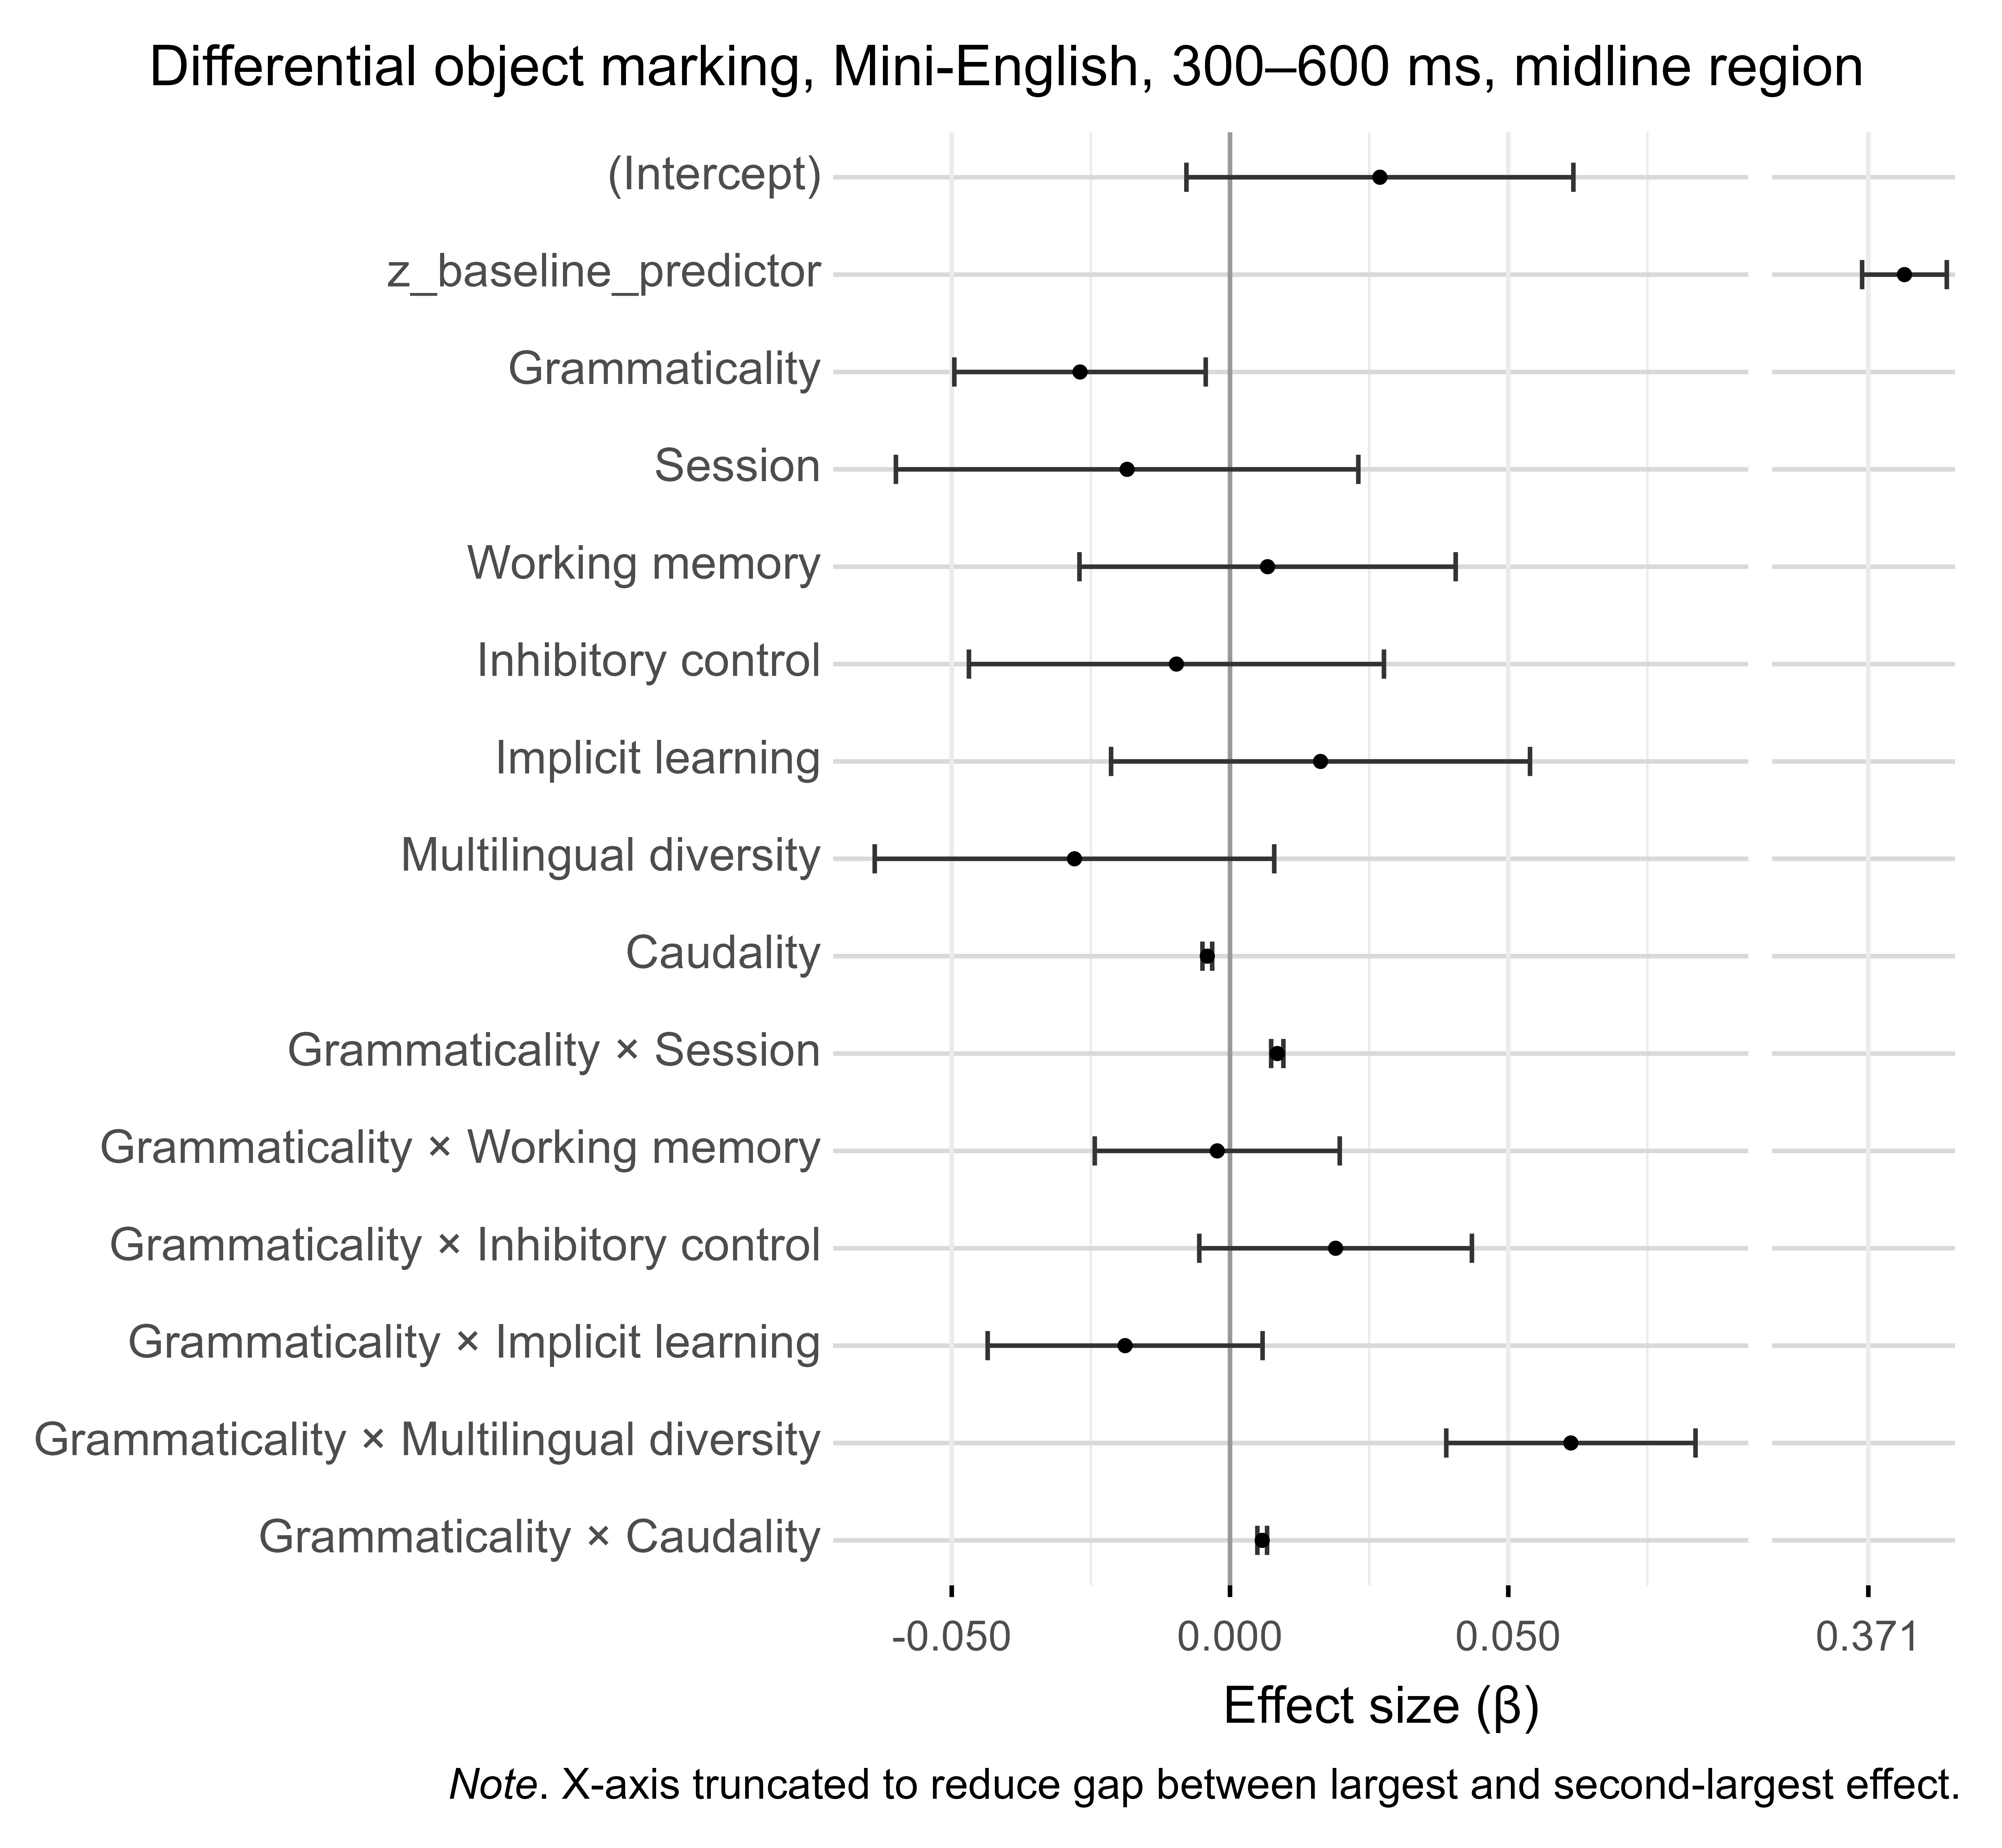 Differential object marking, Mini-English, 300–600 ms, midline region
(Intercept)
z_baseline_predictor
Grammaticality
Session
Working memory
Inhibitory control
Implicit learning
Multilingual diversity
Caudality
Grammaticality × Session
Grammaticality × Working memory
Grammaticality × Inhibitory control
Grammaticality × Implicit learning
Grammaticality × Multilingual diversity
Grammaticality × Caudality
-0.050 0.000 0.050 0.371
Effect size (β)
Note. X-axis truncated to reduce gap between largest and second-largest effect.